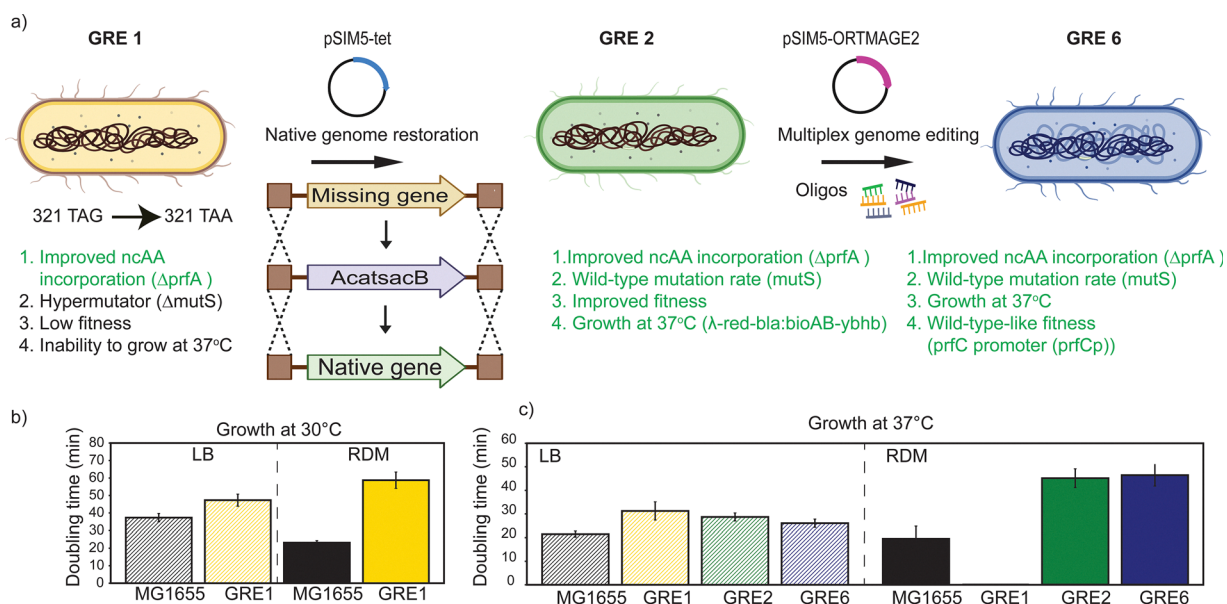 a)
GRE 1
pSIM5-tet
GRE 2
pSIM5-ORTMAGE2
GRE 6
Native genome restoration
Multiplex genome editing
Oligos
321 TAG
321 TAA
Missing gene
AcatsacB
Native gene
1. Improved ncAA
incorporation (ΔprfA )
2. Hypermutator (ΔmutS)
3. Low fitness
4. Inability to grow at 37°C
1.Improved ncAA incorporation (ΔprfA )
2. Wild-type mutation rate (mutS)
3. Improved fitness
4. Growth at 37°C (λ-red-bla:bioAB-ybhb)
1.Improved ncAA incorporation (ΔprfA )
2. Wild-type mutation rate (mutS)
3. Growth at 37°C
4. Wild-type-like fitness
(prfC promoter (prfCp))
b)
Growth at 30°C
Doubling time (min)
80
70
60
50
40
30
20
10
0
LB
RDM
MG1655
GRE1
MG1655
GRE1
c)
Growth at 37°C
Doubling time (min)
60
50
40
30
20
10
0
LB
RDM
MG1655
GRE1
GRE2
GRE6
MG1655
GRE1
GRE2
GRE6